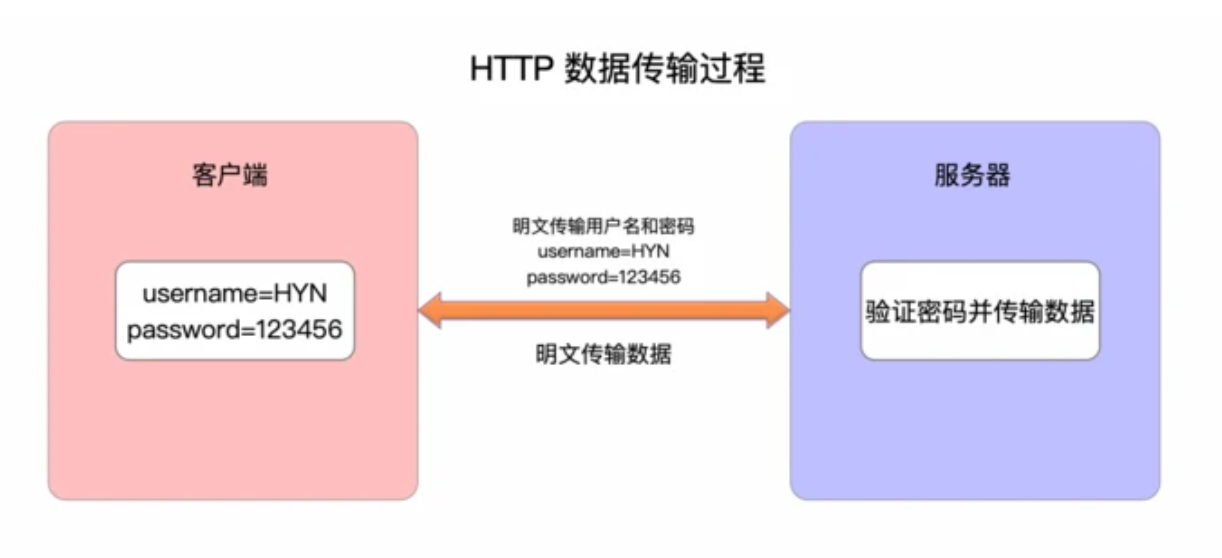 HTTP 数据传输过程
客户端
服务器
明文传输用户名和密码
username=HYN
password=123456
username=HYN
password=123456
验证密码并传输数据
明文传输数据